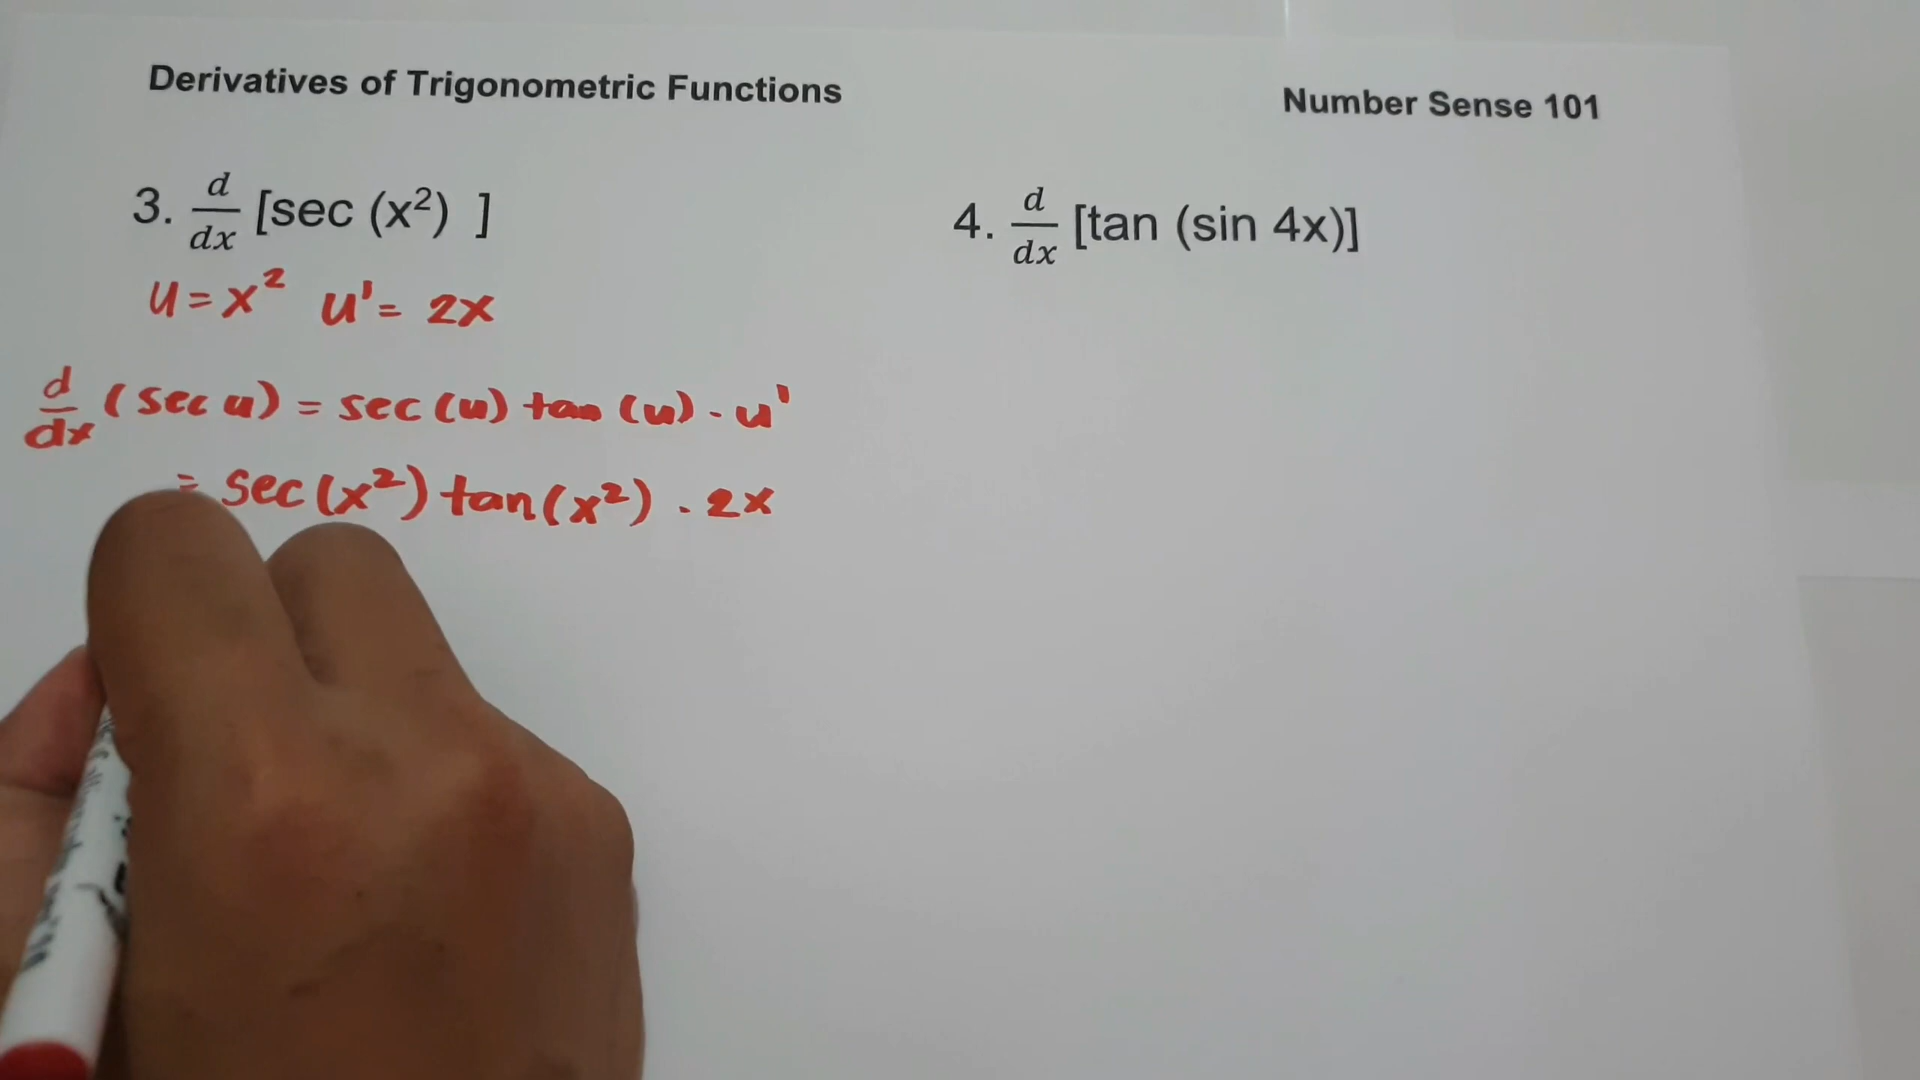 Derivatives of Trigonometric Functions
Number Sense 101
3. d/dx [sec (x²) ]
u = x² u' = 2x
d/dx (sec u) = sec (u) tan (u) · u'
= sec (x²) tan (x²) · 2x
4. d/dx [tan (sin 4x)]